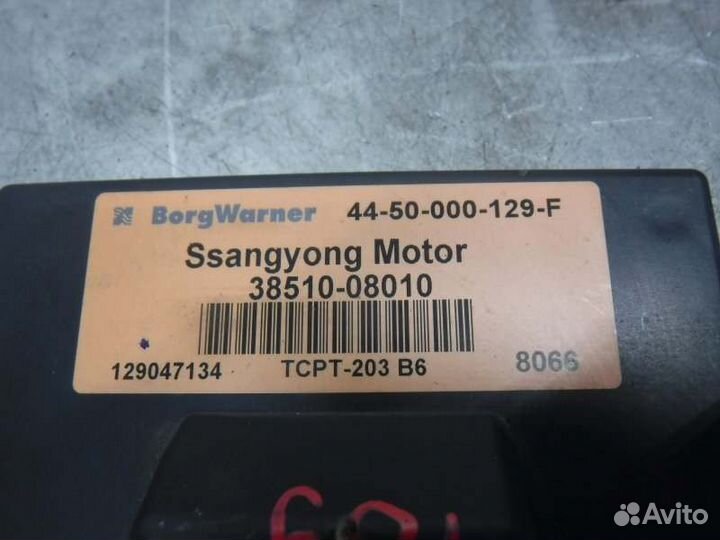 BorgWarner 44-50-000-129-F
Ssangyong Motor
38510-08010
129047134 TCPT-203 B6 8066
Avito